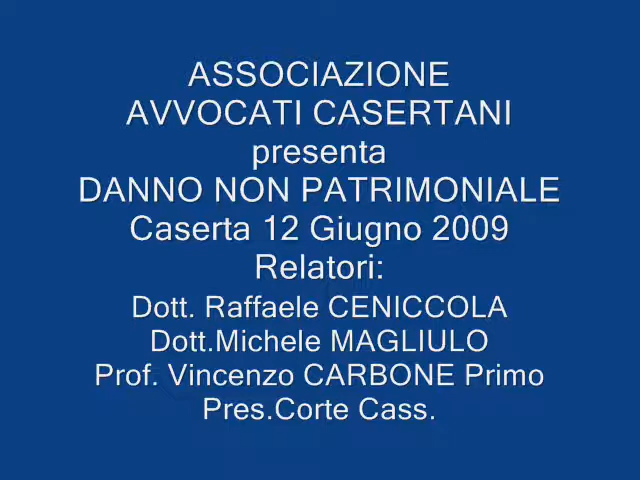 ASSOCIAZIONE
AVVOCATI CASERTANI
presenta
DANNO NON PATRIMONIALE
Caserta 12 Giugno 2009
Relatori:
Dott. Raffaele CENICCOLA
Dott.Michele MAGLIULO
Prof. Vincenzo CARBONE Primo
Pres.Corte Cass.